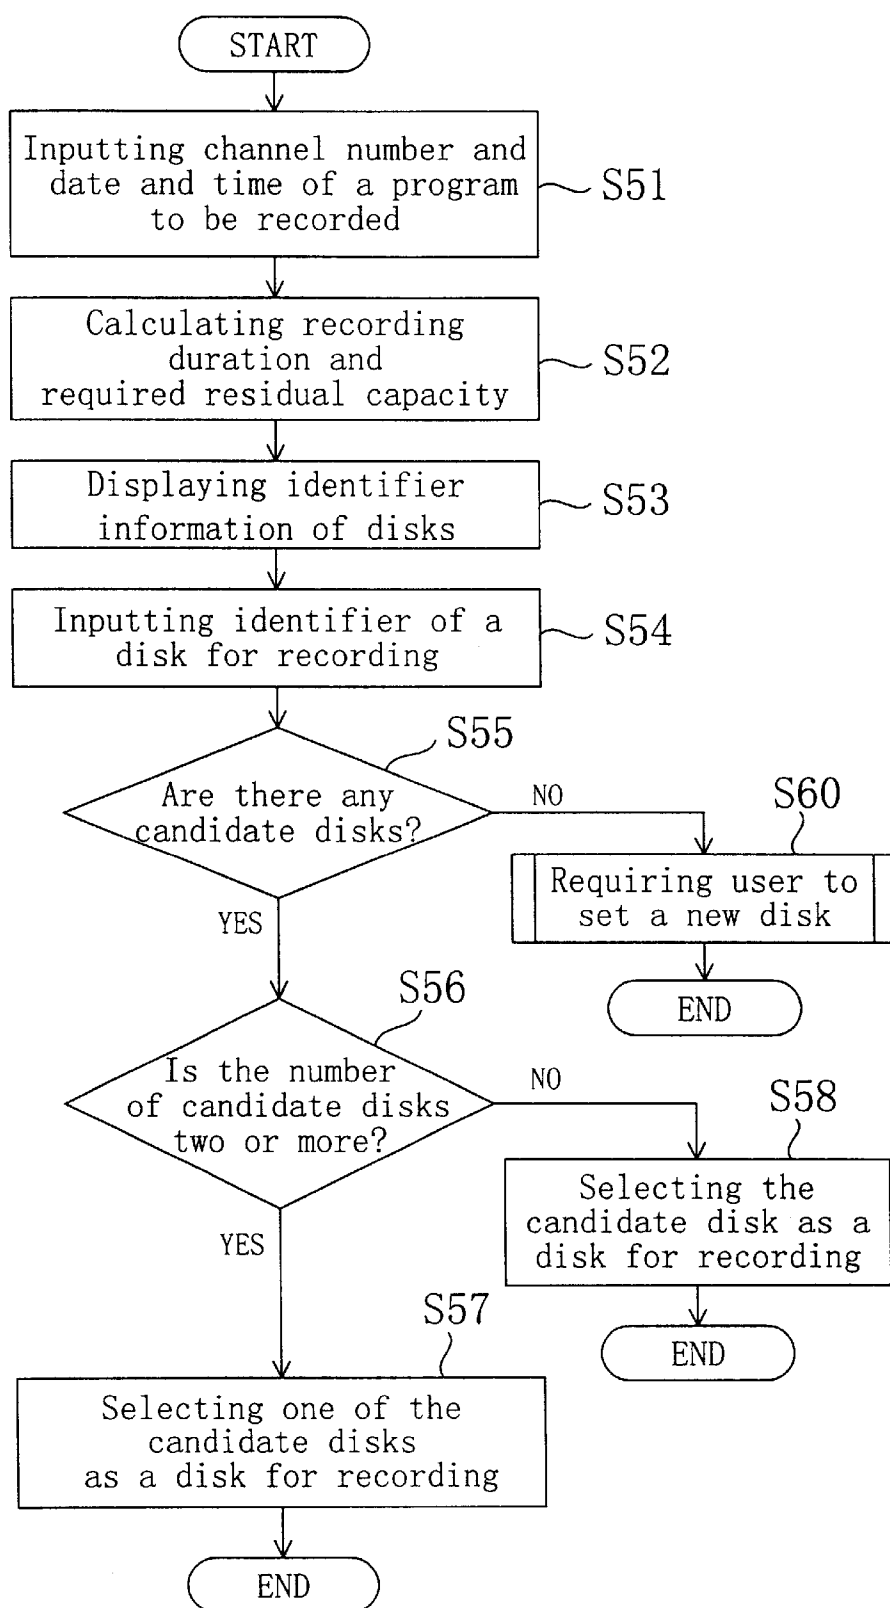 START
Inputting channel number and
date and time of a program
to be recorded
S51
Calculating recording
duration and
required residual capacity
S52
Displaying identifier
information of disks
S53
Inputting identifier of a
disk for recording
S54
S55
Are there any
candidate disks?
NO
YES
S60
Requiring user to
set a new disk
END
S56
Is the number
of candidate disks
two or more?
NO
YES
S58
Selecting the
candidate disk as a
disk for recording
END
S57
Selecting one of the
candidate disks
as a disk for recording
END